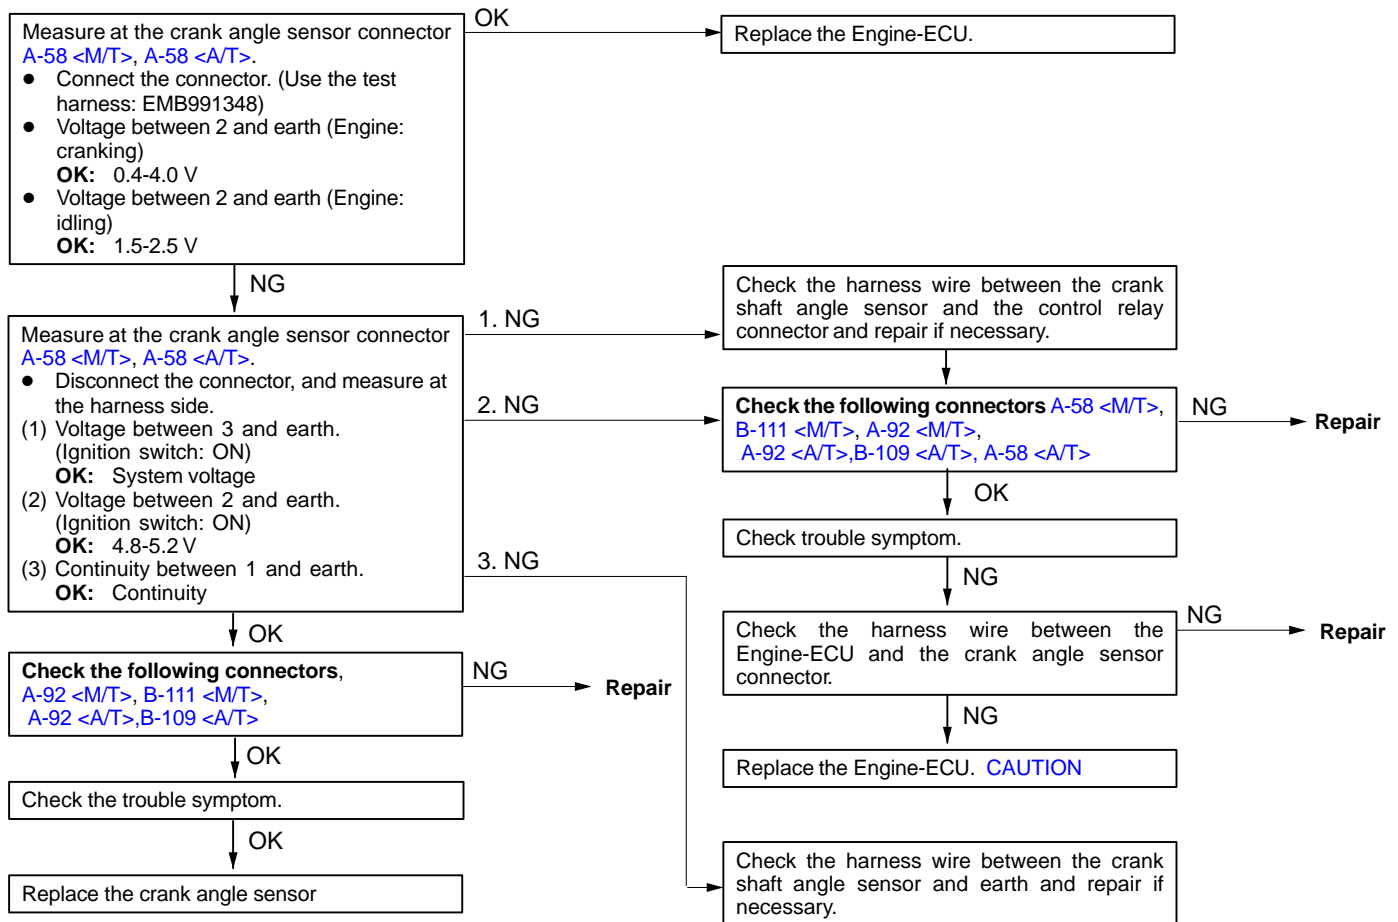 Measure at the crank angle sensor connector
A-58 <M/T>, A-58 <A/T>.
● Connect the connector. (Use the test
harness: EMB991348)
● Voltage between 2 and earth (Engine:
cranking)
OK: 0.4-4.0 V
● Voltage between 2 and earth (Engine:
idling)
OK: 1.5-2.5 V
OK
Replace the Engine-ECU.
NG
Measure at the crank angle sensor connector
A-58 <M/T>, A-58 <A/T>.
● Disconnect the connector, and measure at
the harness side.
(1) Voltage between 3 and earth.
(Ignition switch: ON)
OK: System voltage
(2) Voltage between 2 and earth.
(Ignition switch: ON)
OK: 4.8-5.2 V
(3) Continuity between 1 and earth.
OK: Continuity
1. NG
Check the harness wire between the crank
shaft angle sensor and the control relay
connector and repair if necessary.
2. NG
Check the following connectors A-58 <M/T>,
B-111 <M/T>, A-92 <M/T>,
A-92 <A/T>,B-109 <A/T>, A-58 <A/T>
NG
Repair
OK
Check trouble symptom.
NG
Check the harness wire between the
Engine-ECU and the crank angle sensor
connector.
NG
Repair
NG
Replace the Engine-ECU. CAUTION
3. NG
Check the harness wire between the crank
shaft angle sensor and earth and repair if
necessary.
OK
Check the following connectors,
A-92 <M/T>, B-111 <M/T>,
A-92 <A/T>,B-109 <A/T>
NG
Repair
OK
Check the trouble symptom.
OK
Replace the crank angle sensor